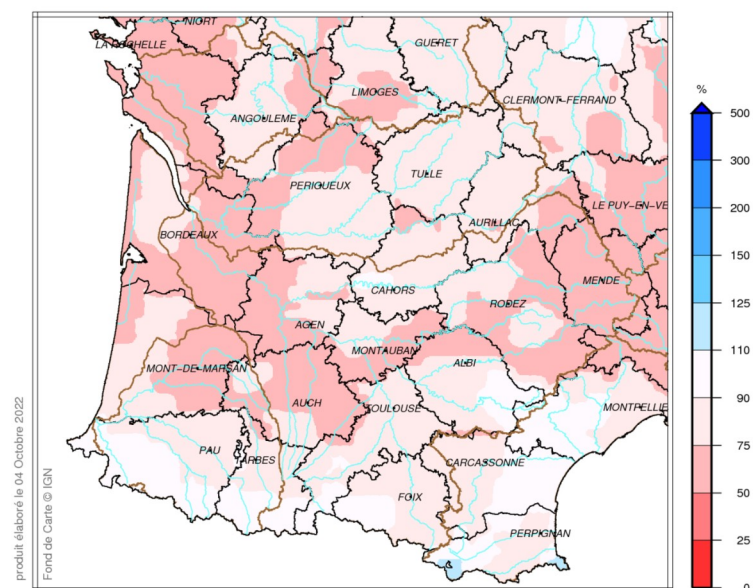 NIORT
LA ROCHELLE
GUERET
LIMOGES
CLERMONT-FERRAND
ANGOULEME
PERIGUEUX
TULLE
LE PUY-EN-VE
AURILLAC
BORDEAUX
MENDE
CAHORS
RODEZ
AGEN
MONTAUBAN
ALBI
MONT-DE-MARSAN
AUCH
TOULOUSE
MONTPELLIE
PAU
TARBES
CARCASSONNE
FOIX
PERPIGNAN
%
500
300
200
150
125
110
90
75
50
25
0
produit élaboré le 04 Octobre 2022
Fond de Carte © IGN